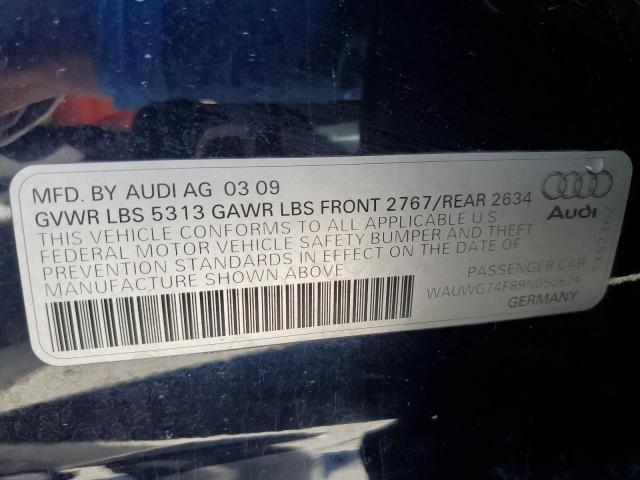 MFD. BY AUDI AG 03 09
GVWR LBS 5313 GAWR LBS FRONT 2767/REAR 2634
THIS VEHICLE CONFORMS TO ALL APPLICABLE U S
FEDERAL MOTOR VEHICLE SAFETY, BUMPER AND THEFT
PREVENTION STANDARDS IN EFFECT ON THE DATE OF
MANUFACTURE SHOWN ABOVE
PASSENGER CAR
WAUWG74F89N050624
GERMANY
Audi
1352362